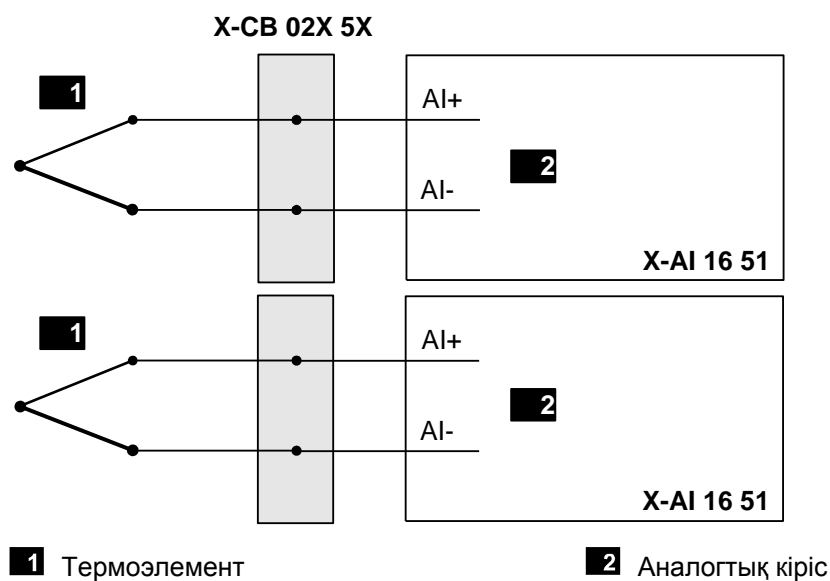 X-CB 02X 5X
1
AI+
2
AI-
X-AI 16 51
1
AI+
2
AI-
X-AI 16 51
1 Термоэлемент
2 Аналогтық кіріс